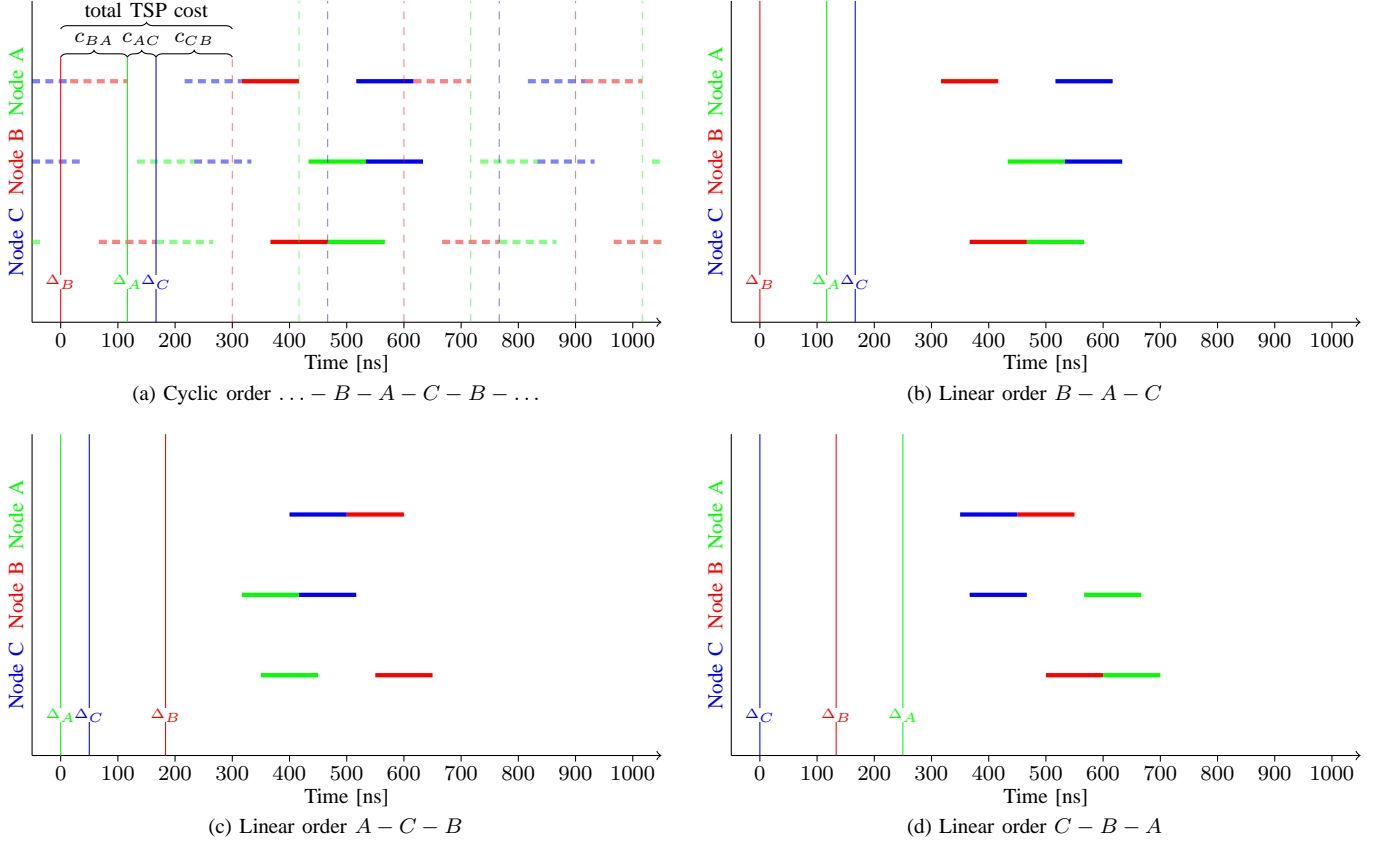 total TSP cost
c_{BA} c_{AC} c_{CB}
Node A
Node B
Node C
Δ_B Δ_A Δ_C
0 100 200 300 400 500 600 700 800 900 1000
Time [ns]
(a) Cyclic order … − B − A − C − B − …
Node A
Node B
Node C
Δ_B Δ_A Δ_C
0 100 200 300 400 500 600 700 800 900 1000
Time [ns]
(b) Linear order B − A − C
Node A
Node B
Node C
Δ_A Δ_C Δ_B
0 100 200 300 400 500 600 700 800 900 1000
Time [ns]
(c) Linear order A − C − B
Node A
Node B
Node C
Δ_C Δ_B Δ_A
0 100 200 300 400 500 600 700 800 900 1000
Time [ns]
(d) Linear order C − B − A